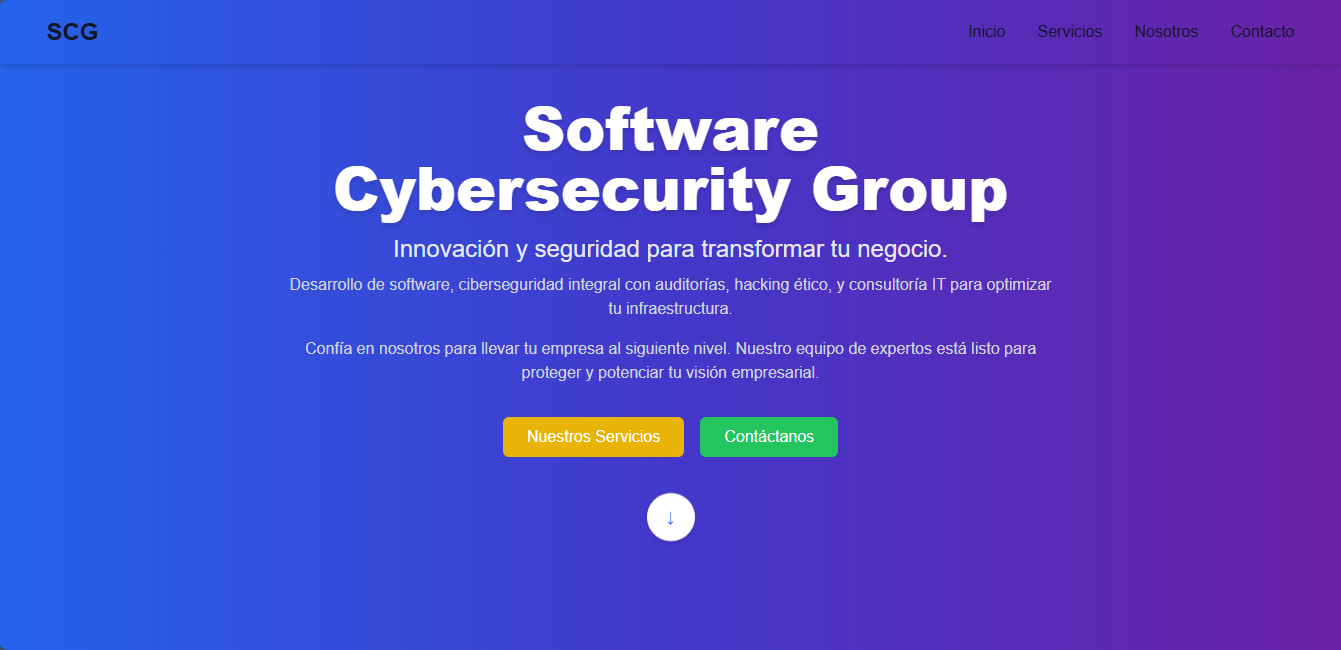 SCG
Inicio Servicios Nosotros Contacto
Software
Cybersecurity Group
Innovación y seguridad para transformar tu negocio.
Desarrollo de software, ciberseguridad integral con auditorías, hacking ético, y consultoría IT para optimizar
tu infraestructura.
Confía en nosotros para llevar tu empresa al siguiente nivel. Nuestro equipo de expertos está listo para
proteger y potenciar tu visión empresarial.
Nuestros Servicios Contáctanos
↓